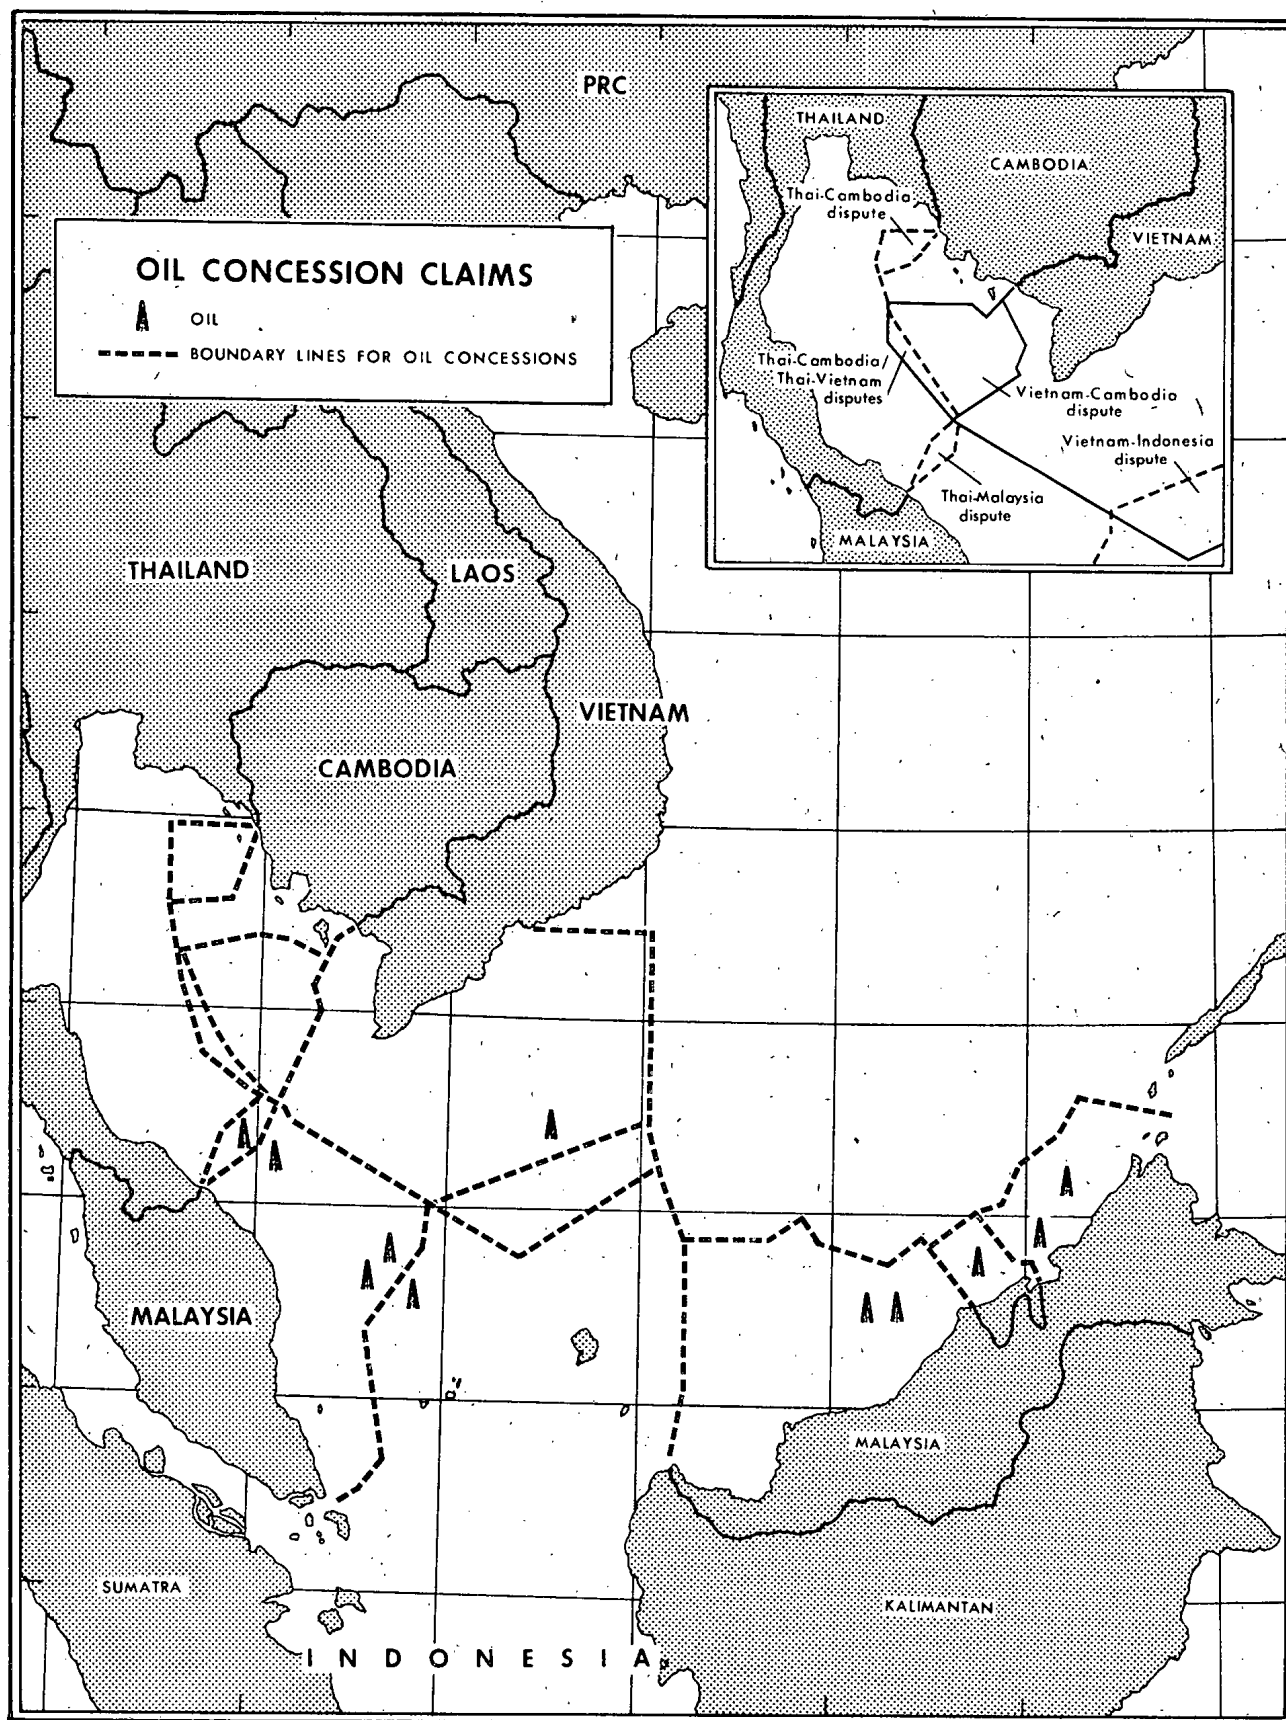 PRC
OIL CONCESSION CLAIMS
OIL
BOUNDARY LINES FOR OIL CONCESSIONS
THAILAND
CAMBODIA
Thai-Cambodia
dispute
VIETNAM
Thai-Cambodia/
Thai-Vietnam
disputes
Vietnam-Cambodia
dispute
Vietnam-Indonesia
dispute
Thai-Malaysia
dispute
MALAYSIA
THAILAND
LAOS
VIETNAM
CAMBODIA
MALAYSIA
MALAYSIA
SUMATRA
KALIMANTAN
INDONESIA